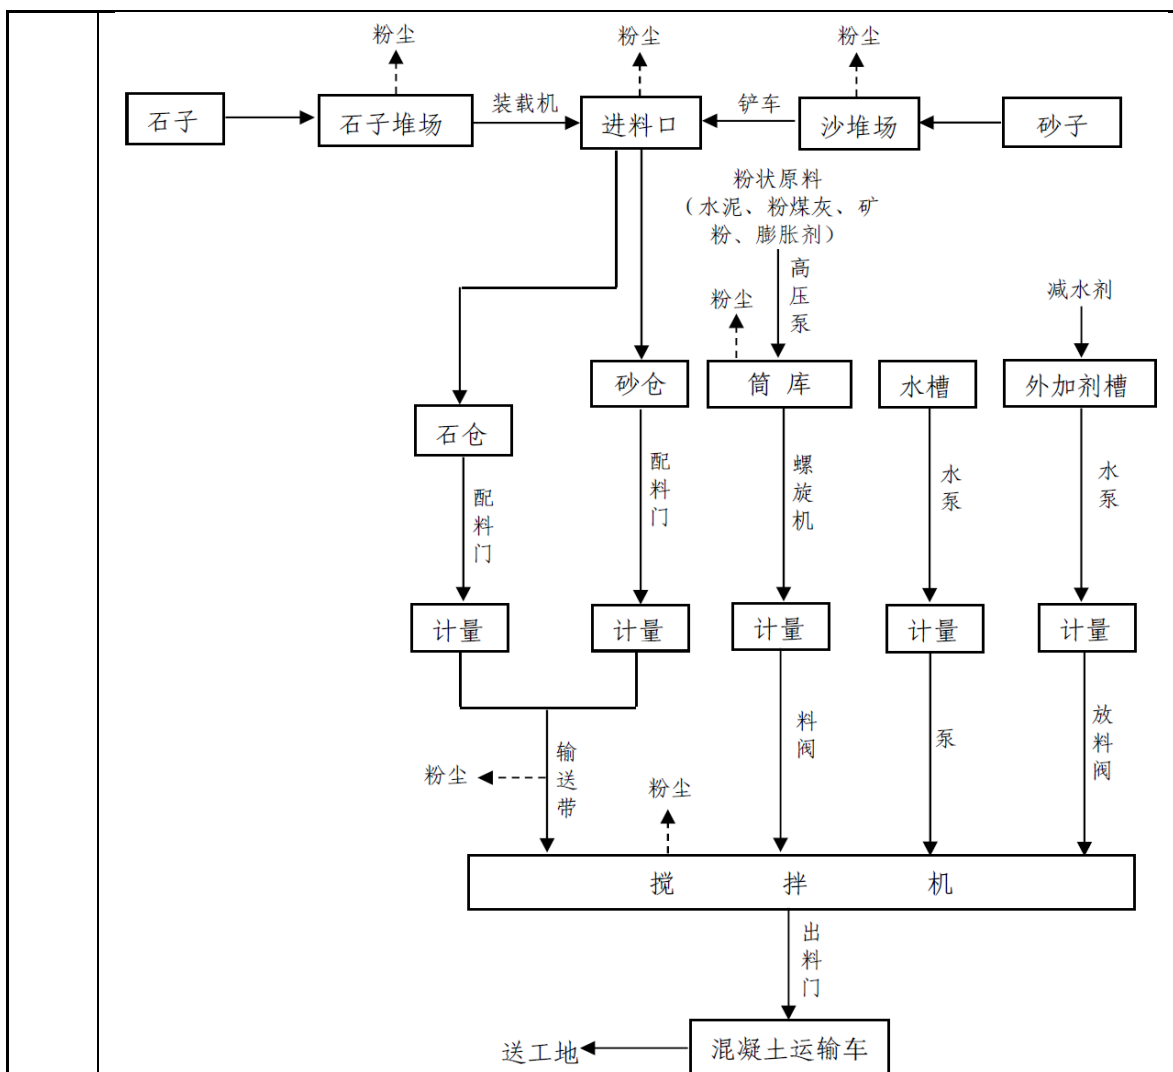 粉尘
粉尘
粉尘
石子
石子堆场
装载机
进料口
铲车
沙堆场
砂子
粉状原料
（水泥、粉煤灰、矿
粉、膨胀剂）
高压泵
粉尘
减水剂
砂仓
筒 库
水槽
外加剂槽
石仓
配料门
配料门
螺旋机
水泵
水泵
计量
计量
计量
计量
计量
输送带
料阀
泵
放料阀
粉尘
粉尘
搅 拌 机
出料门
混凝土运输车
送工地